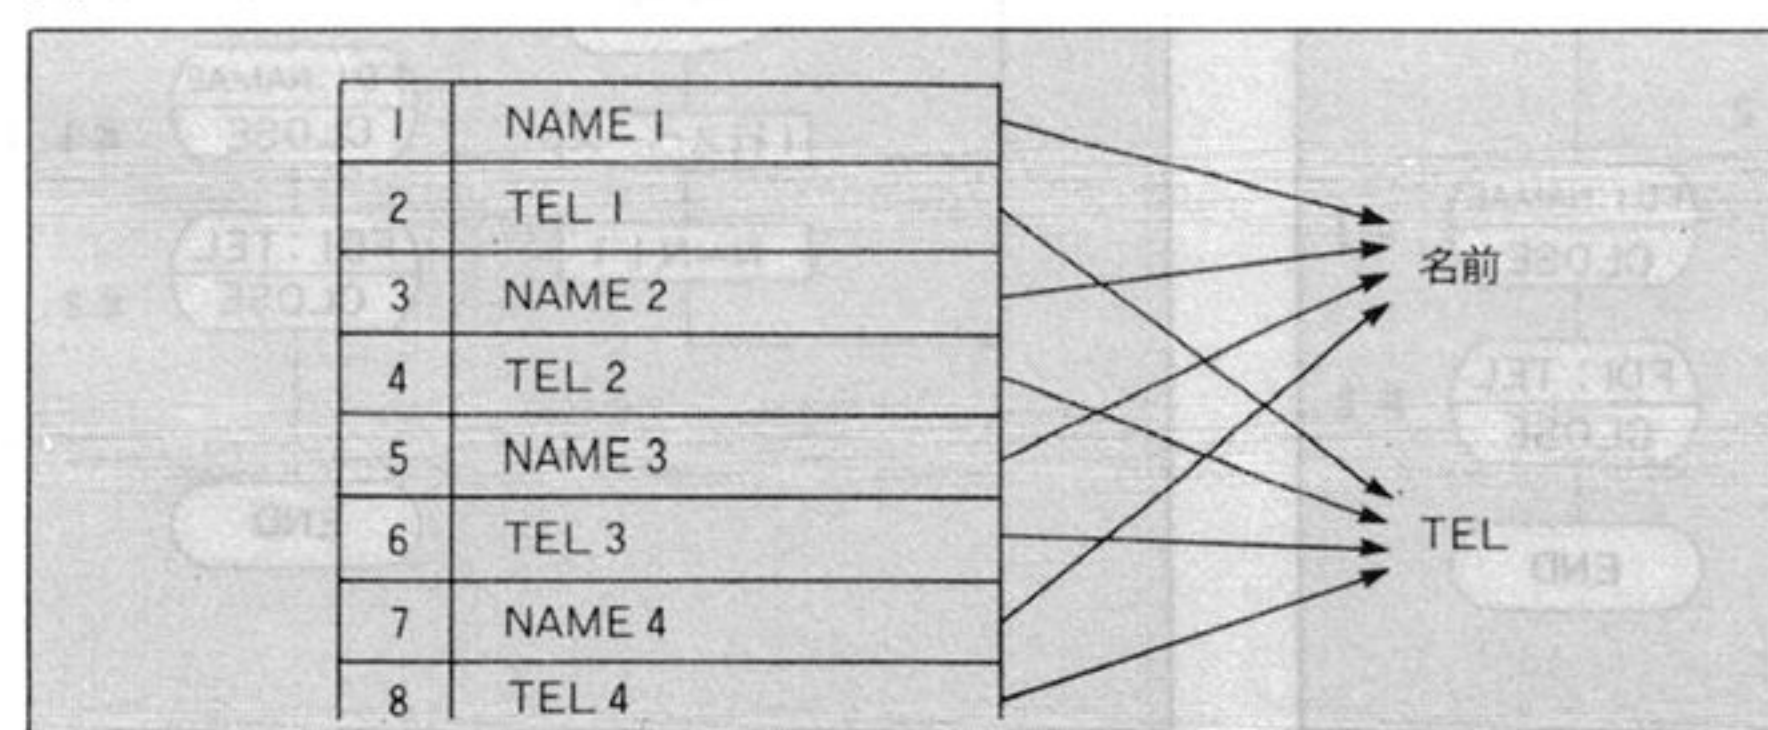 1 NAME 1
2 TEL 1
名前
3 NAME 2
4 TEL 2
5 NAME 3
6 TEL 3
TEL
7 NAME 4
8 TEL 4